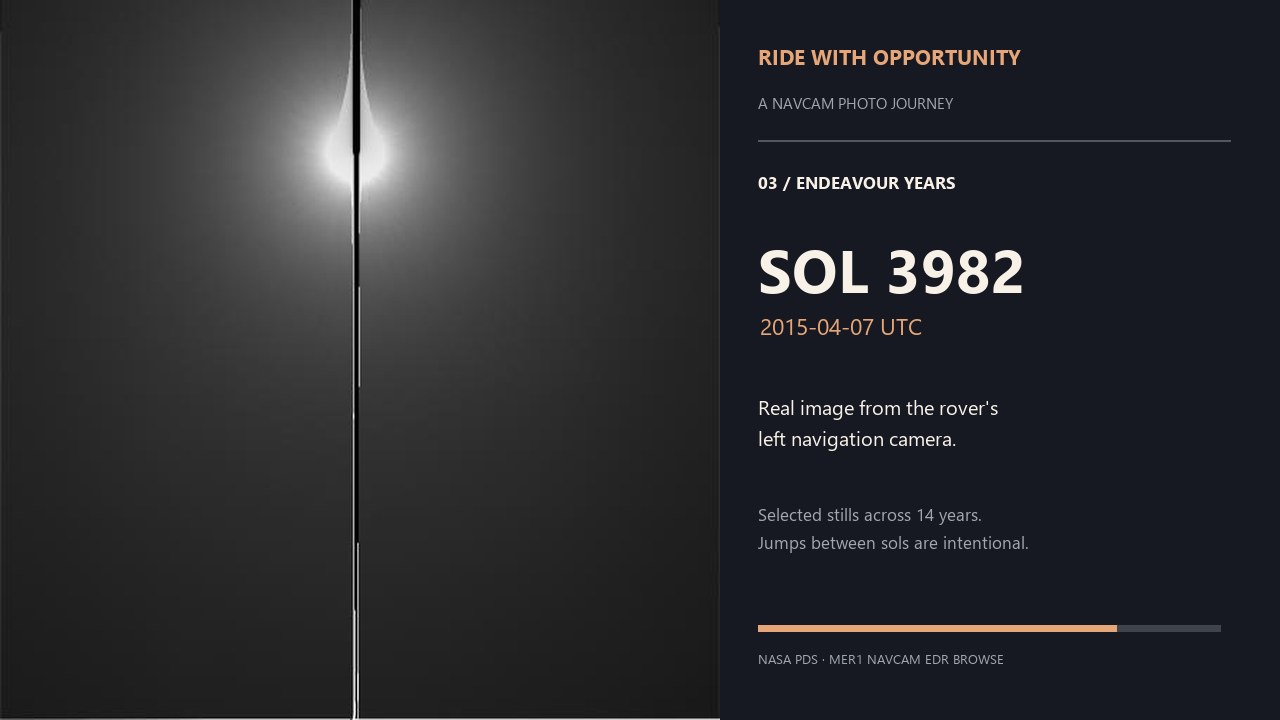 RIDE WITH OPPORTUNITY
A NAVCAM PHOTO JOURNEY
03 / ENDEAVOUR YEARS
SOL 3982
2015-04-07 UTC
Real image from the rover's
left navigation camera.
Selected stills across 14 years.
Jumps between sols are intentional.
NASA PDS · MER1 NAVCAM EDR BROWSE